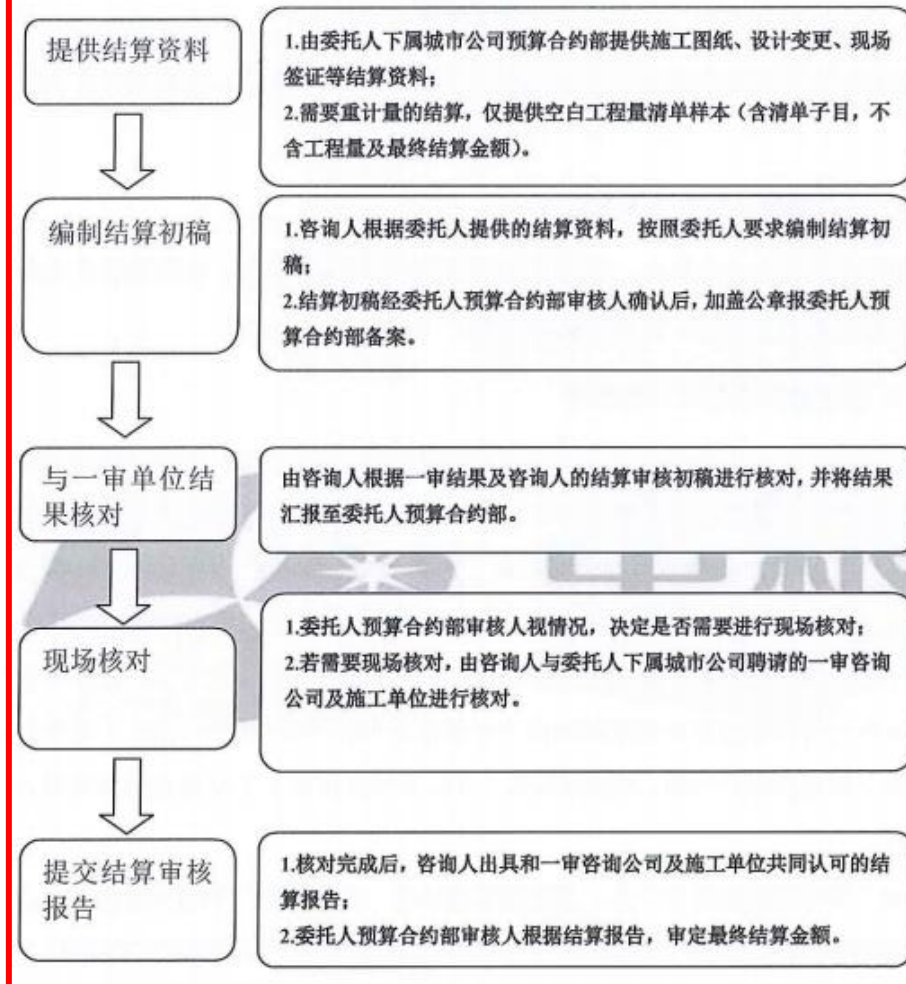 提供结算资料
1.由委托人下属城市公司预算合约部提供施工图纸、设计变更、现场
签证等结算资料；
2.需要重计量的结算，仅提供空白工程量清单样本（含清单子目，不
含工程量及最终结算金额）。
编制结算初稿
1.咨询人根据委托人提供的结算资料，按照委托人要求编制结算初
稿；
2.结算初稿经委托人预算合约部审核人确认后，加盖公章报委托人预
算合约部备案。
与一审单位结
果核对
由咨询人根据一审结果及咨询人的结算审核初稿进行核对，并将结果
汇报至委托人预算合约部。
现场核对
1.委托人预算合约部审核人视情况，决定是否需要进行现场核对；
2.若需要现场核对，由咨询人与委托人下属城市公司聘请的一审咨询
公司及施工单位进行核对。
提交结算审核
报告
1.核对完成后，咨询人出具和一审咨询公司及施工单位共同认可的结
算报告；
2.委托人预算合约部审核人根据结算报告，审定最终结算金额。